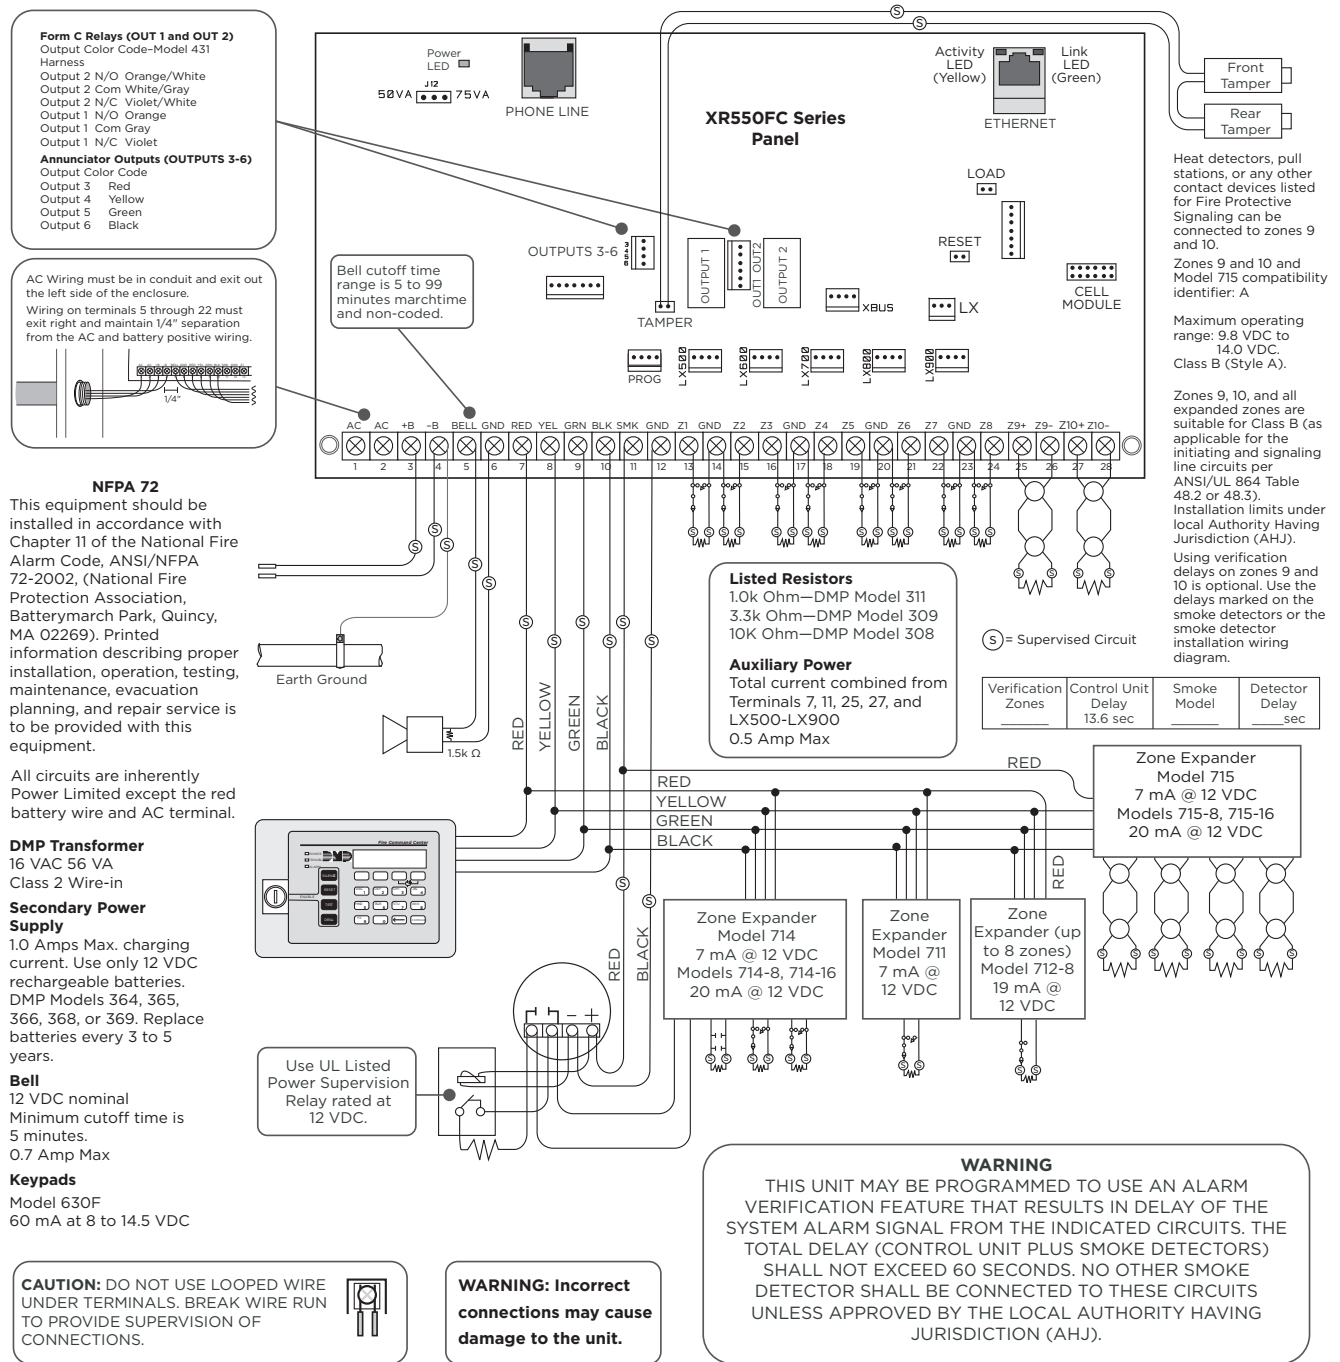 Form C Relays (OUT 1 and OUT 2)
Output Color Code–Model 431
Harness
Output 2 N/O Orange/White
Output 2 Com White/Gray
Output 2 N/C Violet/White
Output 1 N/O Orange
Output 1 Com Gray
Output 1 N/C Violet
Annunciator Outputs (OUTPUTS 3-6)
Output Color Code
Output 3 Red
Output 4 Yellow
Output 5 Green
Output 6 Black
AC Wiring must be in conduit and exit out
the left side of the enclosure.
Wiring on terminals 5 through 22 must
exit right and maintain 1/4" separation
from the AC and battery positive wiring.
1/4"
Bell cutoff time
range is 5 to 99
minutes marchtime
and non-coded.
Power
LED
J12
50VA 75VA
PHONE LINE
XR550FC Series
Panel
Activity
LED
(Yellow)
Link
LED
(Green)
ETHERNET
S
S
Front
Tamper
Rear
Tamper
LOAD
RESET
CELL
MODULE
OUTPUTS 3-6
3
4
5
6
OUTPUT 1
OUT1 OUT2
OUTPUT 2
TAMPER
XBUS
LX
PROG
LX500
LX600
LX700
LX800
LX900
AC AC +B –B BELL GND RED YEL GRN BLK SMK GND Z1 GND Z2 Z3 GND Z4 Z5 GND Z6 Z7 GND Z8 Z9+ Z9– Z10+ Z10–
1 2 3 4 5 6 7 8 9 10 11 12 13 14 15 16 17 18 19 20 21 22 23 24 25 26 27 28
Heat detectors, pull
stations, or any other
contact devices listed
for Fire Protective
Signaling can be
connected to zones 9
and 10.
Zones 9 and 10 and
Model 715 compatibility
identifier: A
Maximum operating
range: 9.8 VDC to
14.0 VDC.
Class B (Style A).
Zones 9, 10, and all
expanded zones are
suitable for Class B (as
applicable for the
initiating and signaling
line circuits per
ANSI/UL 864 Table
48.2 or 48.3).
Installation limits under
local Authority Having
Jurisdiction (AHJ).
Using verification
delays on zones 9 and
10 is optional. Use the
delays marked on the
smoke detectors or the
smoke detector
installation wiring
diagram.
NFPA 72
This equipment should be
installed in accordance with
Chapter 11 of the National Fire
Alarm Code, ANSI/NFPA
72-2002, (National Fire
Protection Association,
Batterymarch Park, Quincy,
MA 02269). Printed
information describing proper
installation, operation, testing,
maintenance, evacuation
planning, and repair service is
to be provided with this
equipment.
All circuits are inherently
Power Limited except the red
battery wire and AC terminal.
DMP Transformer
16 VAC 56 VA
Class 2 Wire-in
Secondary Power
Supply
1.0 Amps Max. charging
current. Use only 12 VDC
rechargeable batteries.
DMP Models 364, 365,
366, 368, or 369. Replace
batteries every 3 to 5
years.
Bell
12 VDC nominal
Minimum cutoff time is
5 minutes.
0.7 Amp Max
Keypads
Model 630F
60 mA at 8 to 14.5 VDC
Earth Ground
1.5k Ω
RED
YELLOW
GREEN
BLACK
Listed Resistors
1.0k Ohm—DMP Model 311
3.3k Ohm—DMP Model 309
10K Ohm—DMP Model 308
Auxiliary Power
Total current combined from
Terminals 7, 11, 25, 27, and
LX500-LX900
0.5 Amp Max
S = Supervised Circuit
Verification Zones ______
Control Unit Delay 13.6 sec
Smoke Model ______
Detector Delay ____sec
RED
RED
YELLOW
GREEN
BLACK
RED
RED
BLACK
Zone Expander
Model 715
7 mA @ 12 VDC
Models 715-8, 715-16
20 mA @ 12 VDC
Zone Expander
Model 714
7 mA @ 12 VDC
Models 714-8, 714-16
20 mA @ 12 VDC
Zone
Expander
Model 711
7 mA @
12 VDC
Zone
Expander (up
to 8 zones)
Model 712-8
19 mA @
12 VDC
DMP
Fire Command Center
– +
Use UL Listed
Power Supervision
Relay rated at
12 VDC.
CAUTION: DO NOT USE LOOPED WIRE
UNDER TERMINALS. BREAK WIRE RUN
TO PROVIDE SUPERVISION OF
CONNECTIONS.
WARNING: Incorrect
connections may cause
damage to the unit.
WARNING
THIS UNIT MAY BE PROGRAMMED TO USE AN ALARM
VERIFICATION FEATURE THAT RESULTS IN DELAY OF THE
SYSTEM ALARM SIGNAL FROM THE INDICATED CIRCUITS. THE
TOTAL DELAY (CONTROL UNIT PLUS SMOKE DETECTORS)
SHALL NOT EXCEED 60 SECONDS. NO OTHER SMOKE
DETECTOR SHALL BE CONNECTED TO THESE CIRCUITS
UNLESS APPROVED BY THE LOCAL AUTHORITY HAVING
JURISDICTION (AHJ).